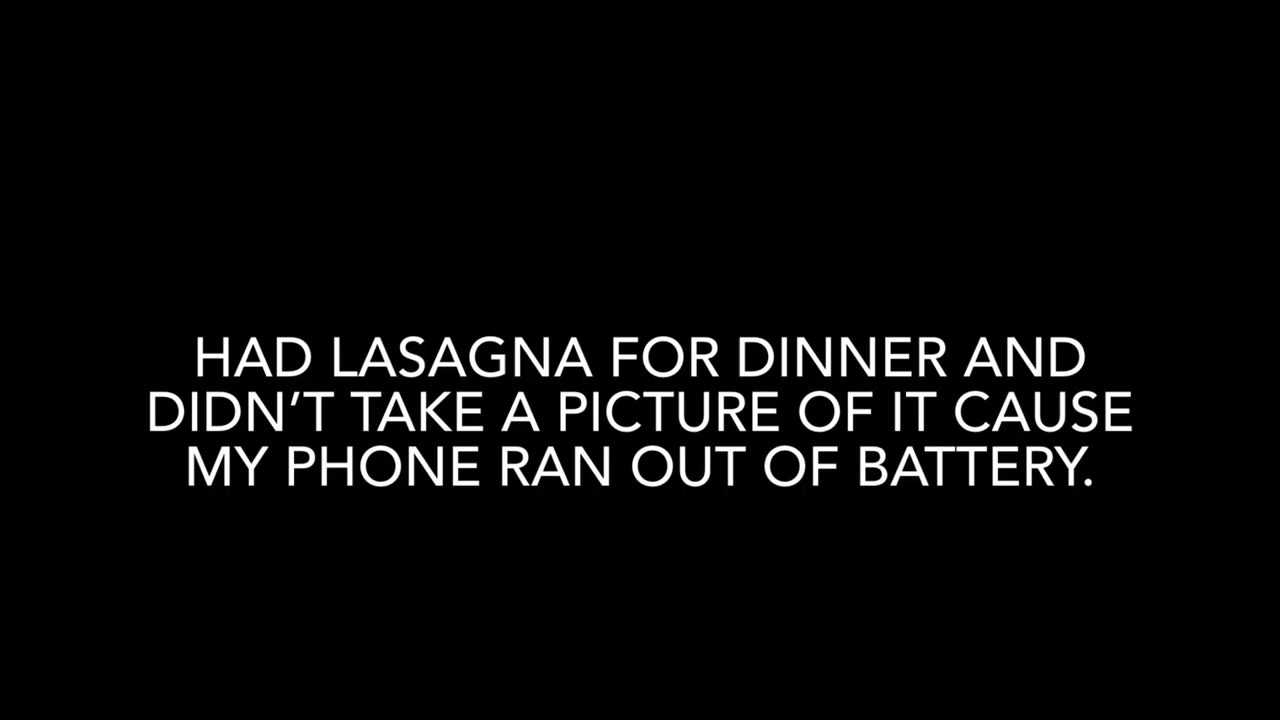 HAD LASAGNA FOR DINNER AND
DIDN’T TAKE A PICTURE OF IT CAUSE
MY PHONE RAN OUT OF BATTERY.